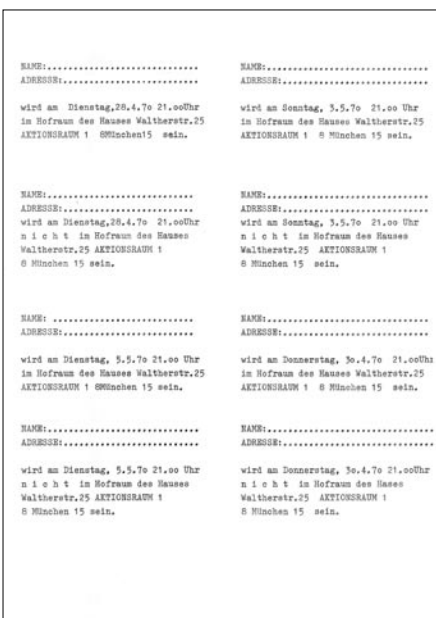 NAME:............................
ADRESSE:.........................
wird am Dienstag,28.4.7o 21.ooUhr
im Hofraum des Hauses Waltherstr.25
AKTIONSRAUM 1 8München15 sein.
NAME:...........................
ADRESSE:........................
wird am Dienstag,28.4.7o 21.ooUhr
n i c h t im Hofraum des Hauses
Waltherstr.25 AKTIONSRAUM 1
8 München 15 sein.
NAME: ..........................
ADRESSE:........................
wird am Dienstag, 5.5.7o 21.oo Uhr
im Hofraum des Hauses Waltherstr.25
AKTIONSRAUM 1 8München 15 sein.
NAME:............................
ADRESSE:.........................
wird am Dienstag, 5.5.7o 21.oo Uhr
n i c h t im Hofraum des Hauses
Waltherstr.25 AKTIONSRAUM 1
8 München 15 sein.
NAME:..............................
ADRESSE:...........................
wird am Sonntag, 3.5.7o 21.oo Uhr
im Hofraum des Hauses Waltherstr.25
AKTIONSRAUM 1 8 München 15 sein.
NAME:..............................
ADRESSE:...........................
wird am Sonntag, 3.5.7o 21.oo Uhr
n i c h t im Hofraum des Hauses
Waltherstr.25 AKTIONSRAUM 1
8 München 15 sein.
NAME:..............................
ADRESSE:...........................
wird am Donnerstag, 3o.4.7o 21.ooUhr
im Hofraum des Hauses Waltherstr.25
AKTIONSRAUM 1 8 München 15 sein.
NAME:...............................
ADRESSE:............................
wird am Donnerstag, 3o.4.7o 21.ooUhr
n i c h t im Hofraum des Hases
Waltherstr.25 AKTIONSRAUM 1
8 München 15 sein.